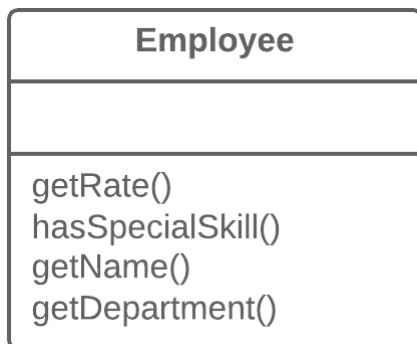 Employee
getRate()
hasSpecialSkill()
getName()
getDepartment()